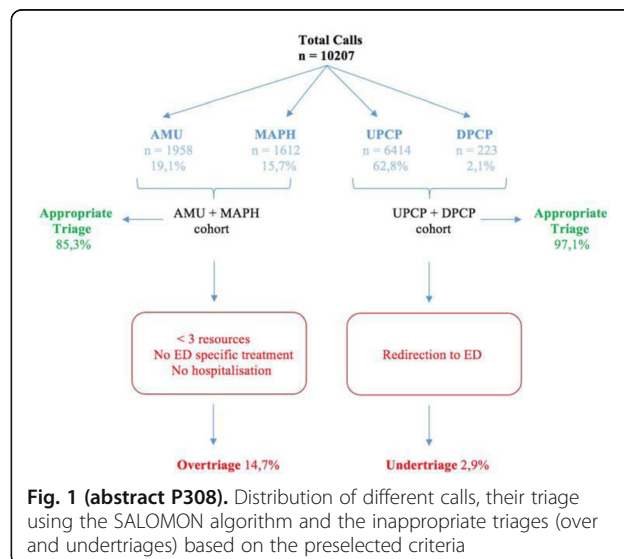 Total Calls
n = 10207
AMU
n = 1958
19,1%
MAPH
n = 1612
15,7%
UPCP
n = 6414
62,8%
DPCP
n = 223
2,1%
Appropriate
Triage
85,3%
AMU + MAPH
cohort
UPCP + DPCP
cohort
Appropriate
Triage
97,1%
< 3 resources
No ED specific treatment
No hospitalisation
Redirection to ED
Overtriage 14,7%
Undertriage 2,9%
Fig. 1 (abstract P308). Distribution of different calls, their triage
using the SALOMON algorithm and the inappropriate triages (over
and undertriages) based on the preselected criteria